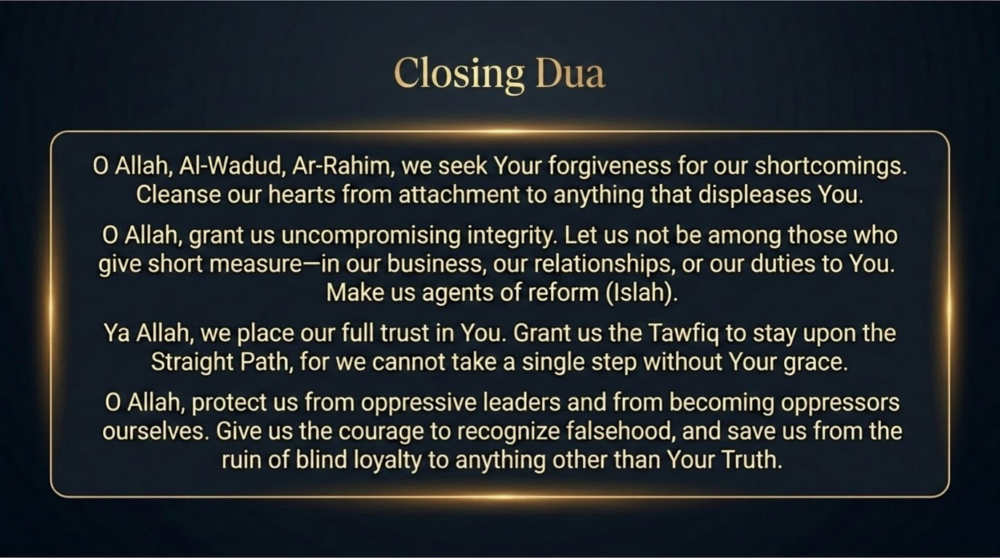 Closing Dua
O Allah, Al-Wadud, Ar-Rahim, we seek Your forgiveness for our shortcomings.
Cleanse our hearts from attachment to anything that displeases You.
O Allah, grant us uncompromising integrity. Let us not be among those who
give short measure—in our business, our relationships, or our duties to You.
Make us agents of reform (Islah).
Ya Allah, we place our full trust in You. Grant us the Tawfiq to stay upon the
Straight Path, for we cannot take a single step without Your grace.
O Allah, protect us from oppressive leaders and from becoming oppressors
ourselves. Give us the courage to recognize falsehood, and save us from the
ruin of blind loyalty to anything other than Your Truth.